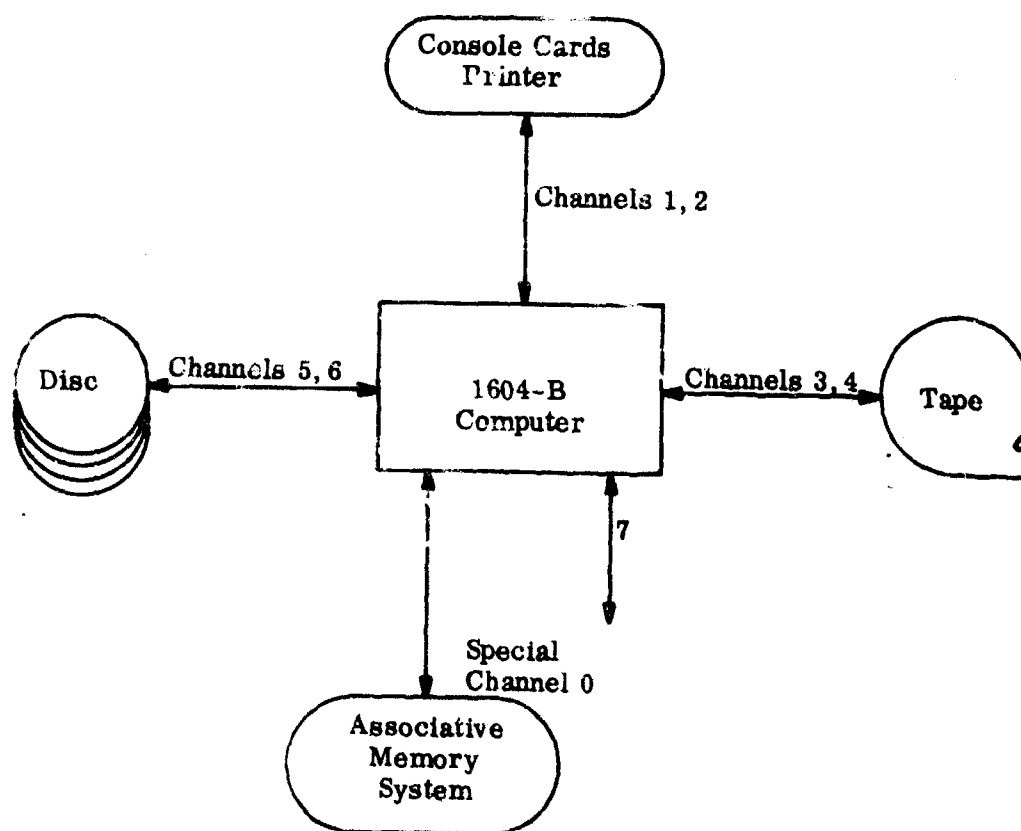 Console Cards
Printer
Channels 1, 2
Disc
Channels 5, 6
1604-B
Computer
Channels 3, 4
Tape
7
Special
Channel 0
Associative
Memory
System